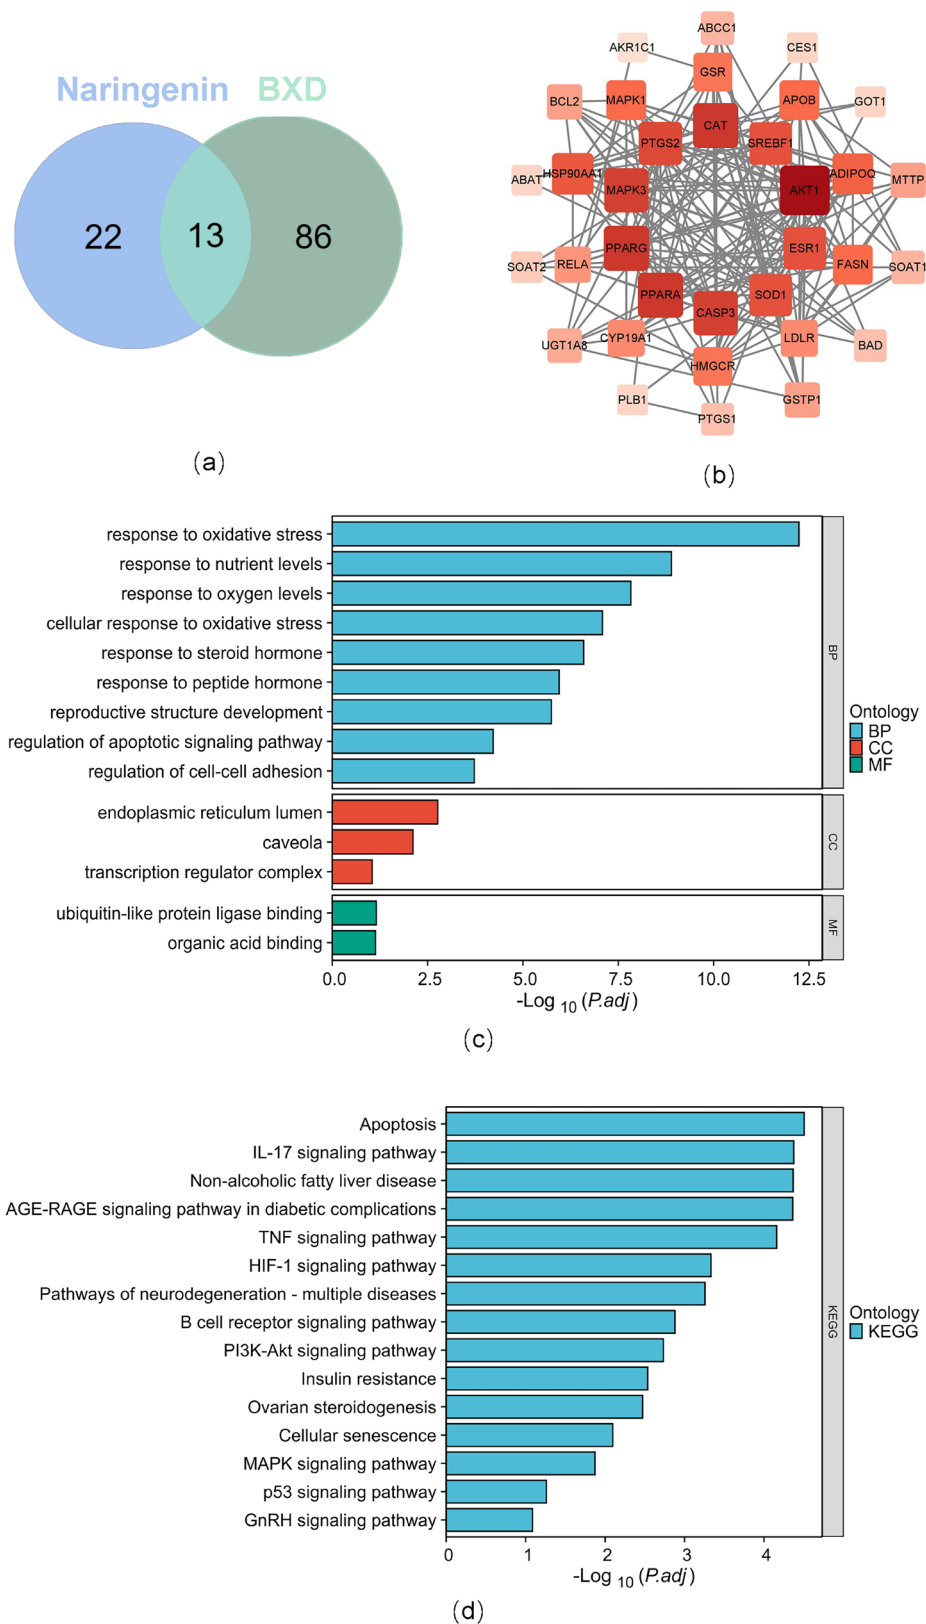 Naringenin BXD
22 13 86
(a)
ABCC1
AKR1C1 CES1
GSR
BCL2 MAPK1 APOB GOT1
CAT
PTGS2 SREBF1
ABAT HSP90AA1 ADIPOQ MTTP
MAPK3 AKT1
PPARG ESR1
SOAT2 RELA FASN SOAT1
PPARA SOD1
CASP3
UGT1A8 CYP19A1 LDLR BAD
HMGCR
PLB1 GSTP1
PTGS1
(b)
response to oxidative stress
response to nutrient levels
response to oxygen levels
cellular response to oxidative stress
response to steroid hormone
response to peptide hormone
reproductive structure development
regulation of apoptotic signaling pathway
regulation of cell-cell adhesion
BP
endoplasmic reticulum lumen
caveola
transcription regulator complex
CC
ubiquitin-like protein ligase binding
organic acid binding
MF
Ontology
BP
CC
MF
0.0 2.5 5.0 7.5 10.0 12.5
-Log 10 (P.adj)
(c)
Apoptosis
IL-17 signaling pathway
Non-alcoholic fatty liver disease
AGE-RAGE signaling pathway in diabetic complications
TNF signaling pathway
HIF-1 signaling pathway
Pathways of neurodegeneration - multiple diseases
B cell receptor signaling pathway
PI3K-Akt signaling pathway
Insulin resistance
Ovarian steroidogenesis
Cellular senescence
MAPK signaling pathway
p53 signaling pathway
GnRH signaling pathway
KEGG
Ontology
KEGG
0 1 2 3 4
-Log 10 (P.adj)
(d)